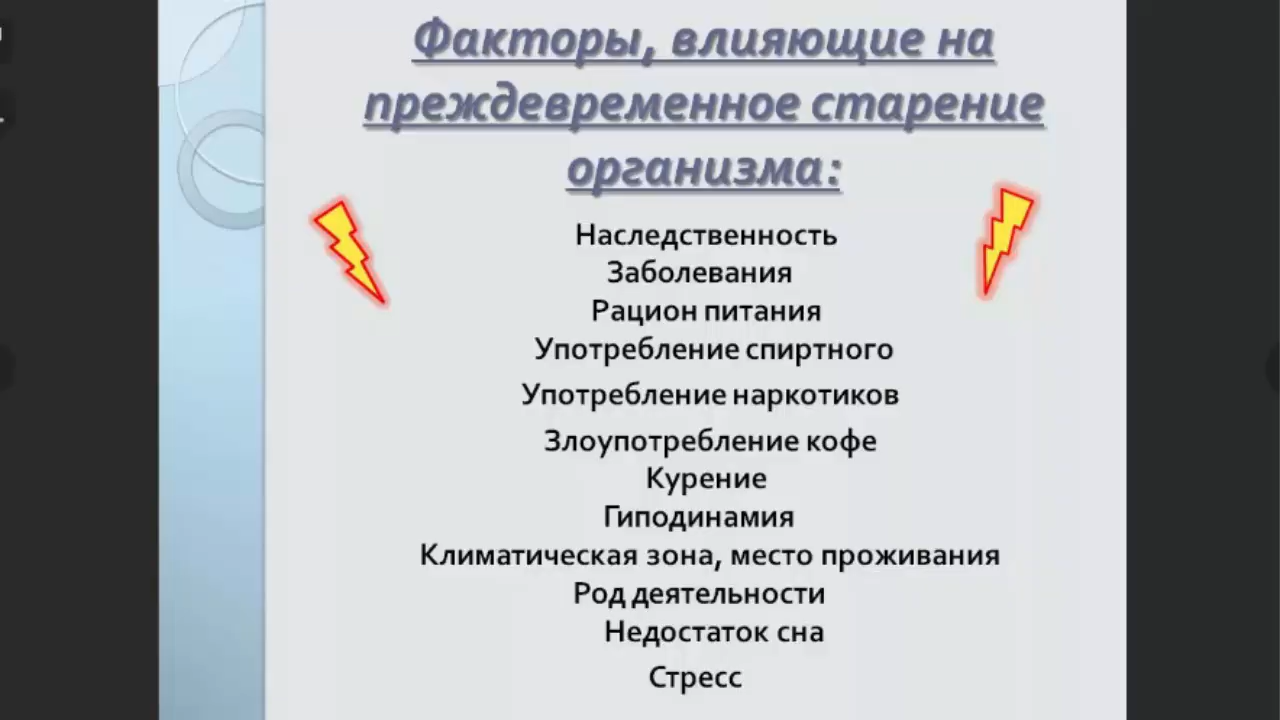 Факторы, влияющие на
преждевременное старение
организма:
Наследственность
Заболевания
Рацион питания
Употребление спиртного
Употребление наркотиков
Злоупотребление кофе
Курение
Гиподинамия
Климатическая зона, место проживания
Род деятельности
Недостаток сна
Стресс